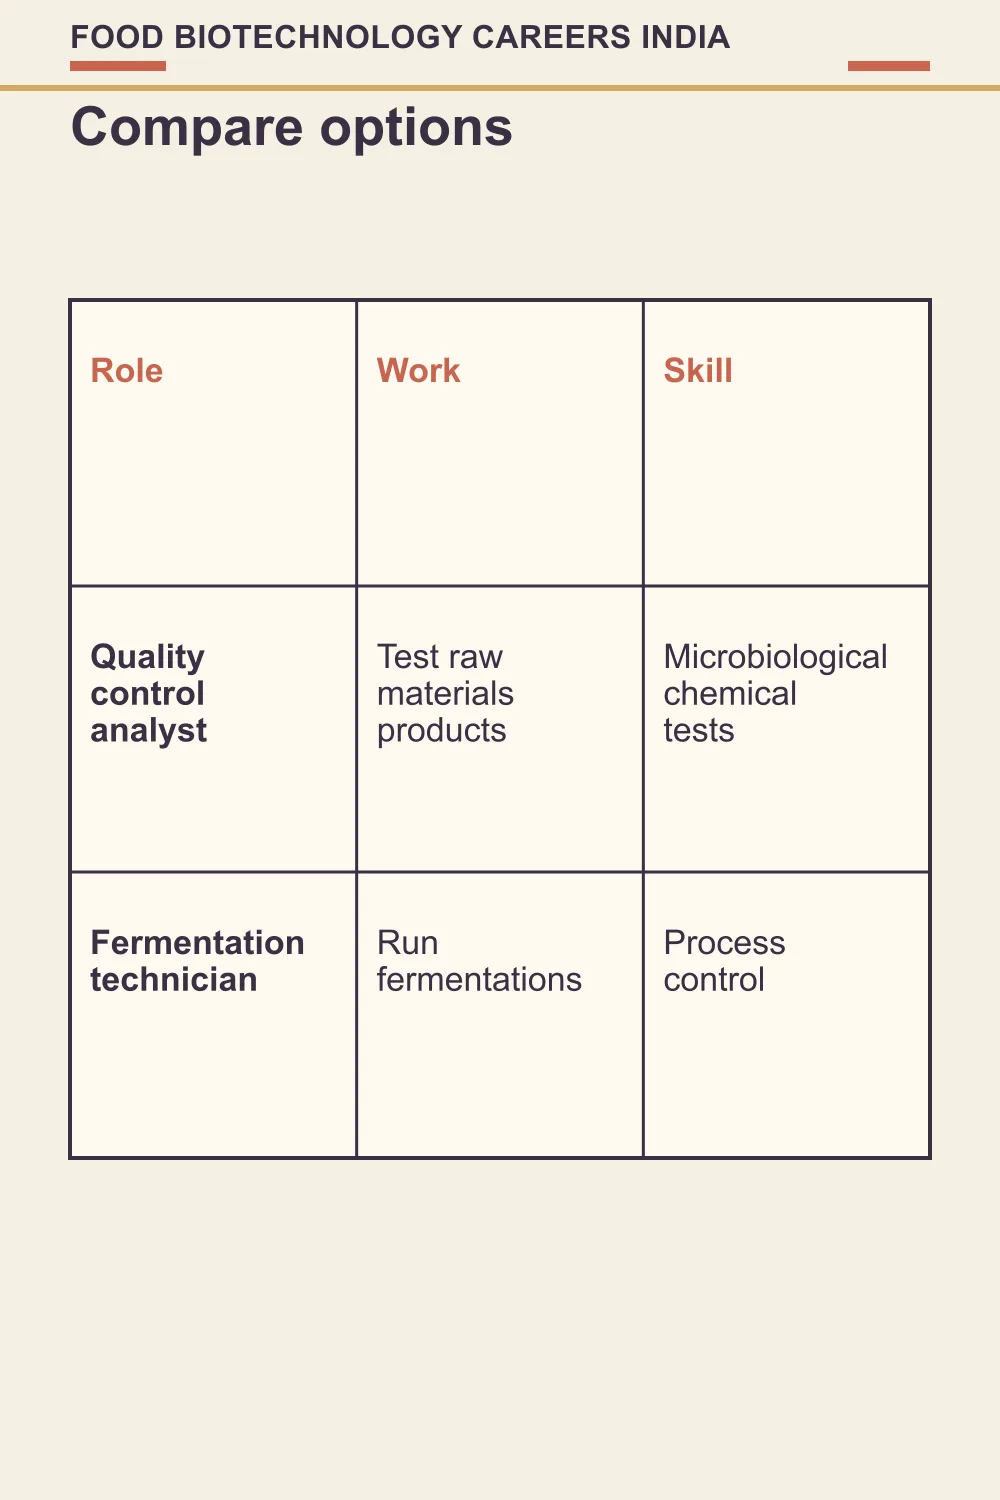 FOOD BIOTECHNOLOGY CAREERS INDIA
Compare options
Role
Work
Skill
Quality
control
analyst
Test raw
materials
products
Microbiological
chemical
tests
Fermentation
technician
Run
fermentations
Process
control